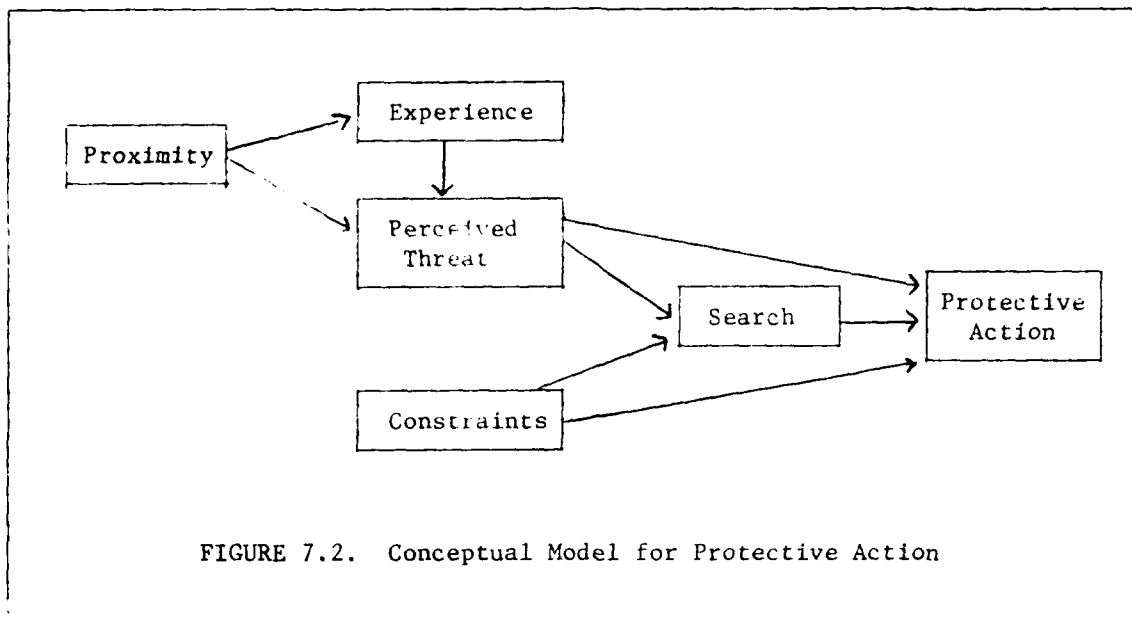 Experience
Proximity
Perceived
Threat
Search
Protective
Action
Constraints
FIGURE 7.2. Conceptual Model for Protective Action